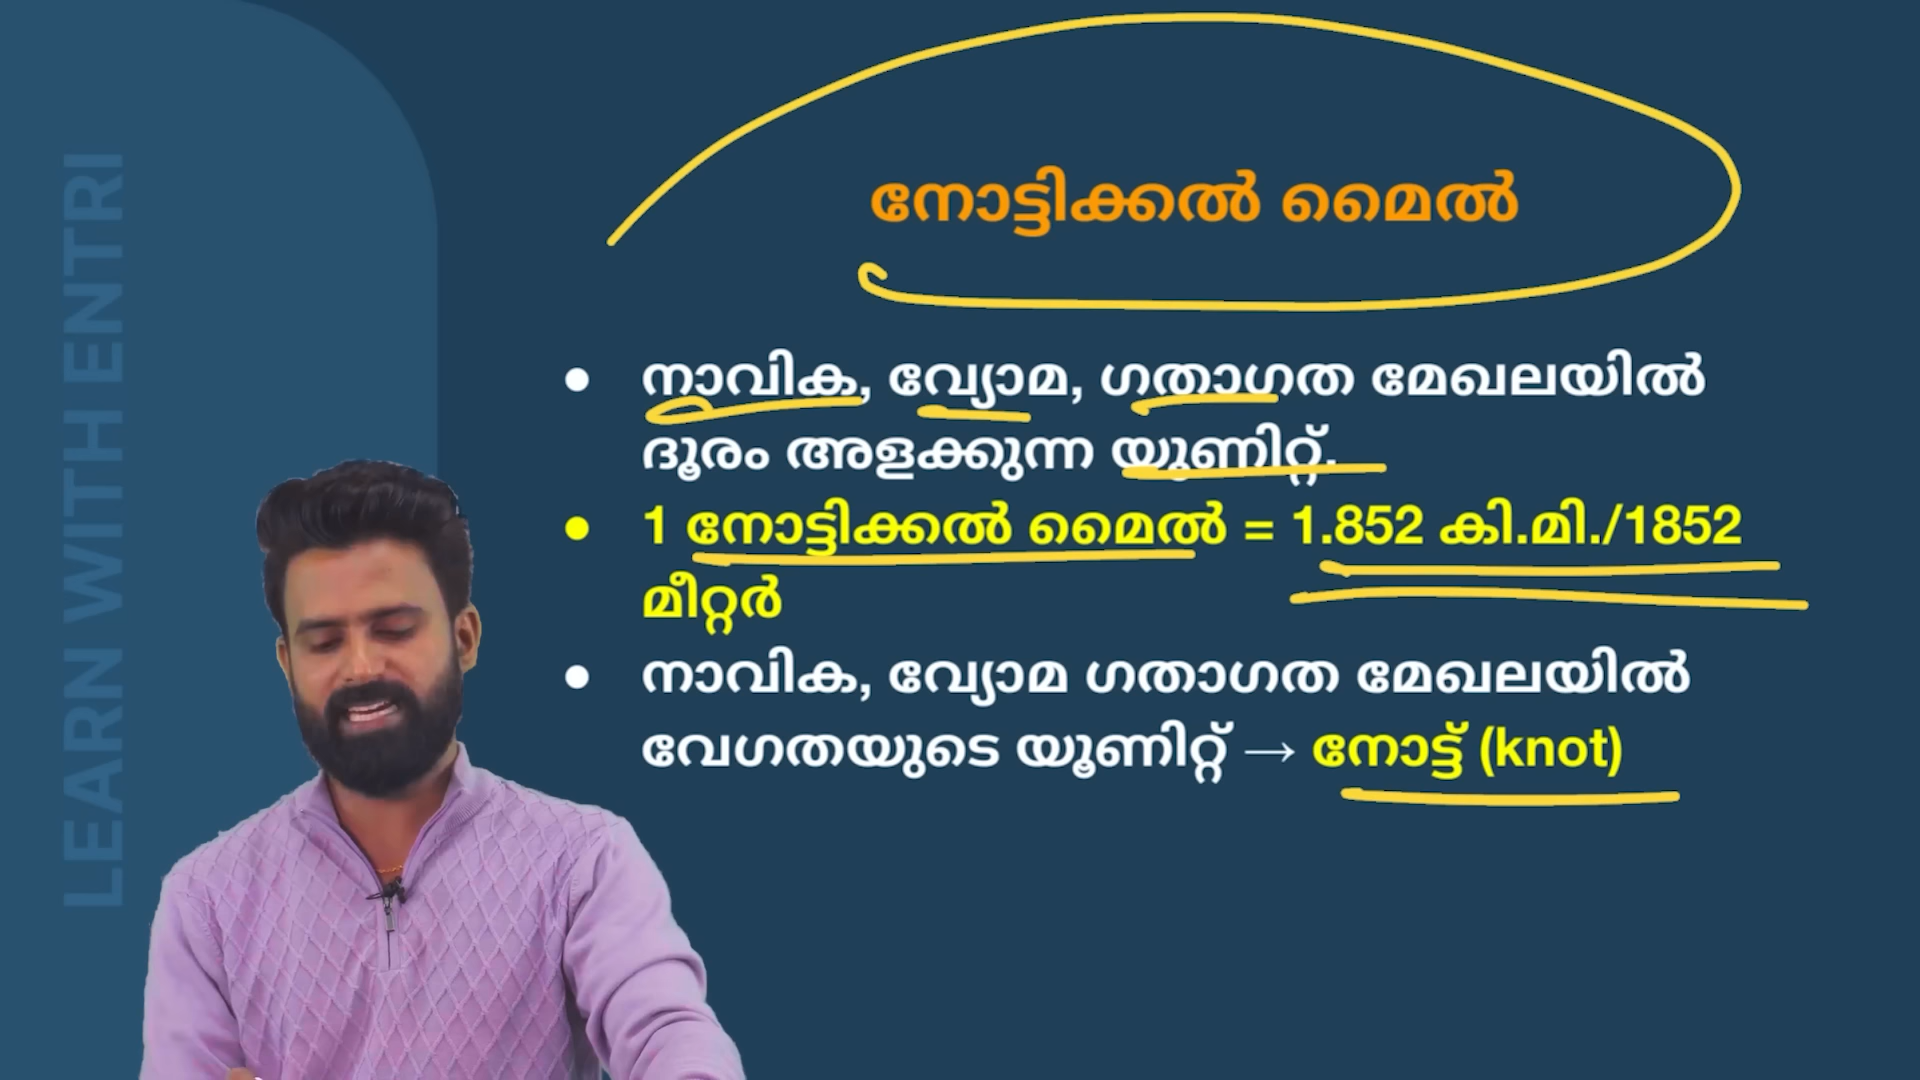 LEARN WITH ENTRI
നോട്ടിക്കൽ മൈൽ
● നാവിക, വ്യോമ, ഗതാഗത മേഖലയിൽ
ദൂരം അളക്കുന്ന യൂണിറ്റ്.
● 1 നോട്ടിക്കൽ മൈൽ = 1.852 കി.മി./1852
മീറ്റർ
● നാവിക, വ്യോമ ഗതാഗത മേഖലയിൽ
വേഗതയുടെ യൂണിറ്റ് → നോട്ട് (knot)